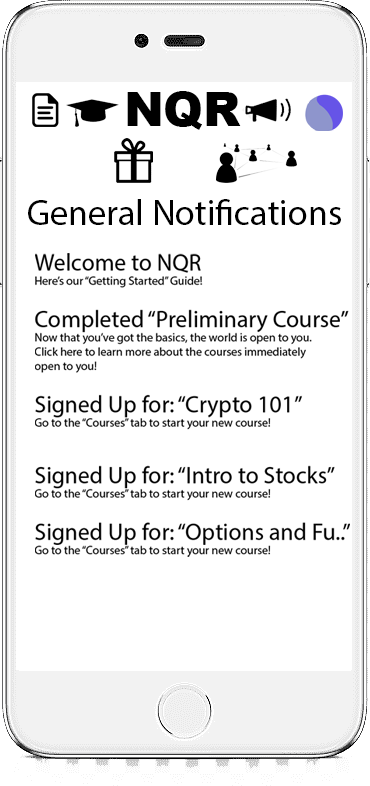 NQR
General Notifications
Welcome to NQR
Here's our “Getting Started” Guide!
Completed “Preliminary Course”
Now that you've got the basics, the world is open to you.
Click here to learn more about the courses immediately
open to you!
Signed Up for: “Crypto 101”
Go to the “Courses” tab to start your new course!
Signed Up for: “Intro to Stocks”
Go to the “Courses” tab to start your new course!
Signed Up for: “Options and Fu..”
Go to the “Courses” tab to start your new course!